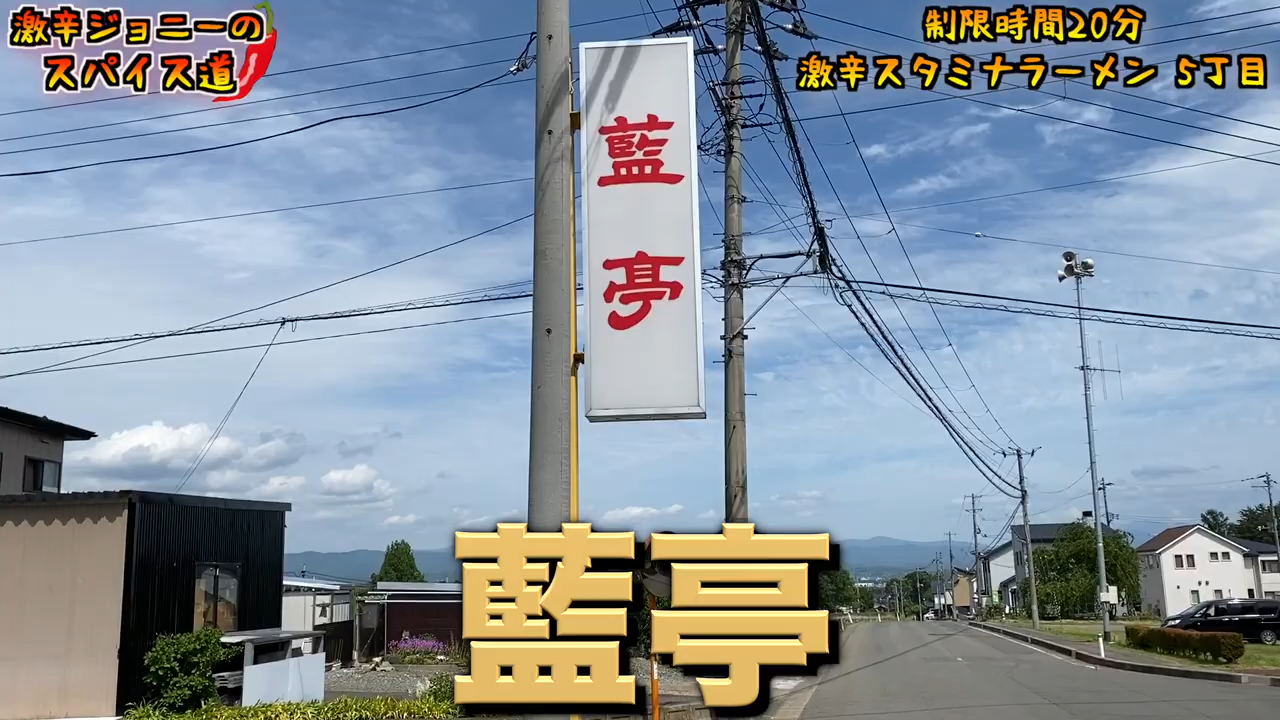 激辛ジョニーの
スパイス道
制限時間20分
激辛スタミナラーメン 5丁目
藍亭
藍亭